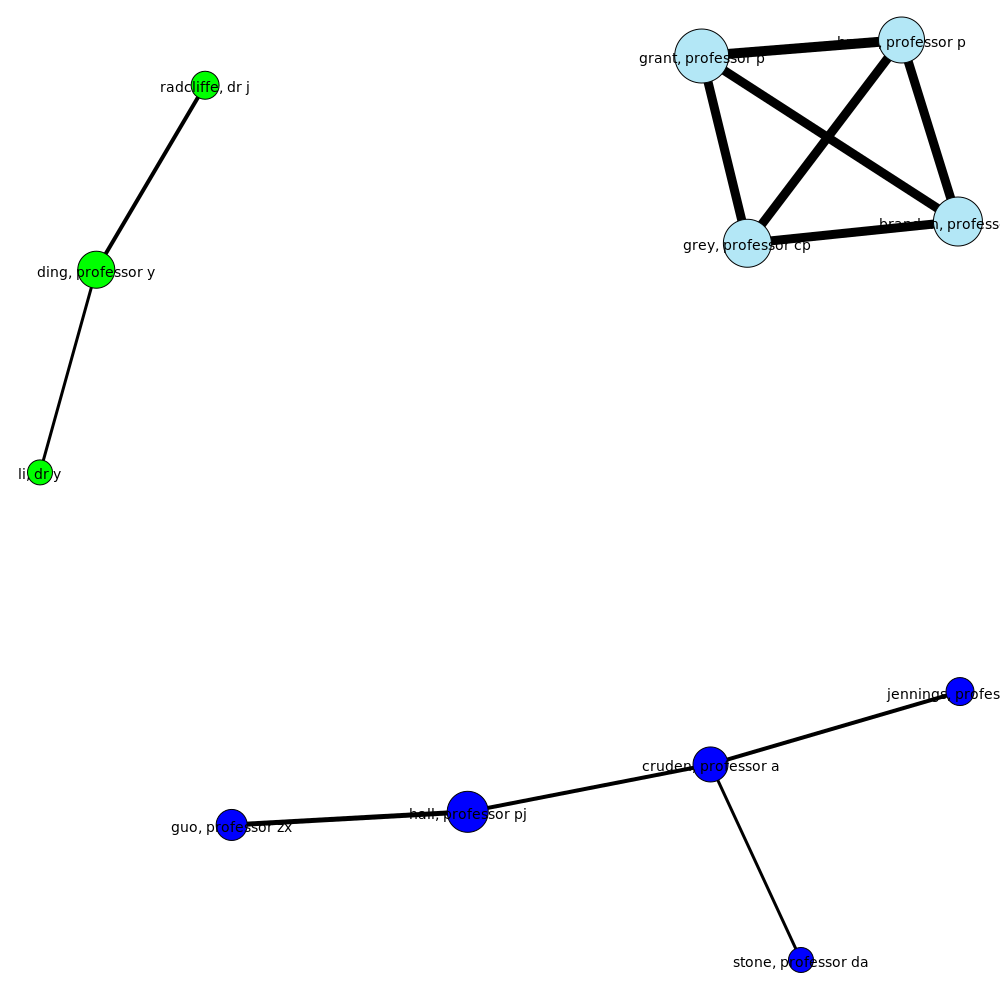 professor p
grant, professor p
radcliffe, dr j
brandon, profess
grey, professor cp
ding, professor y
li, dr y
jennings, profes
cruden, professor a
hall, professor pj
guo, professor zx
stone, professor da